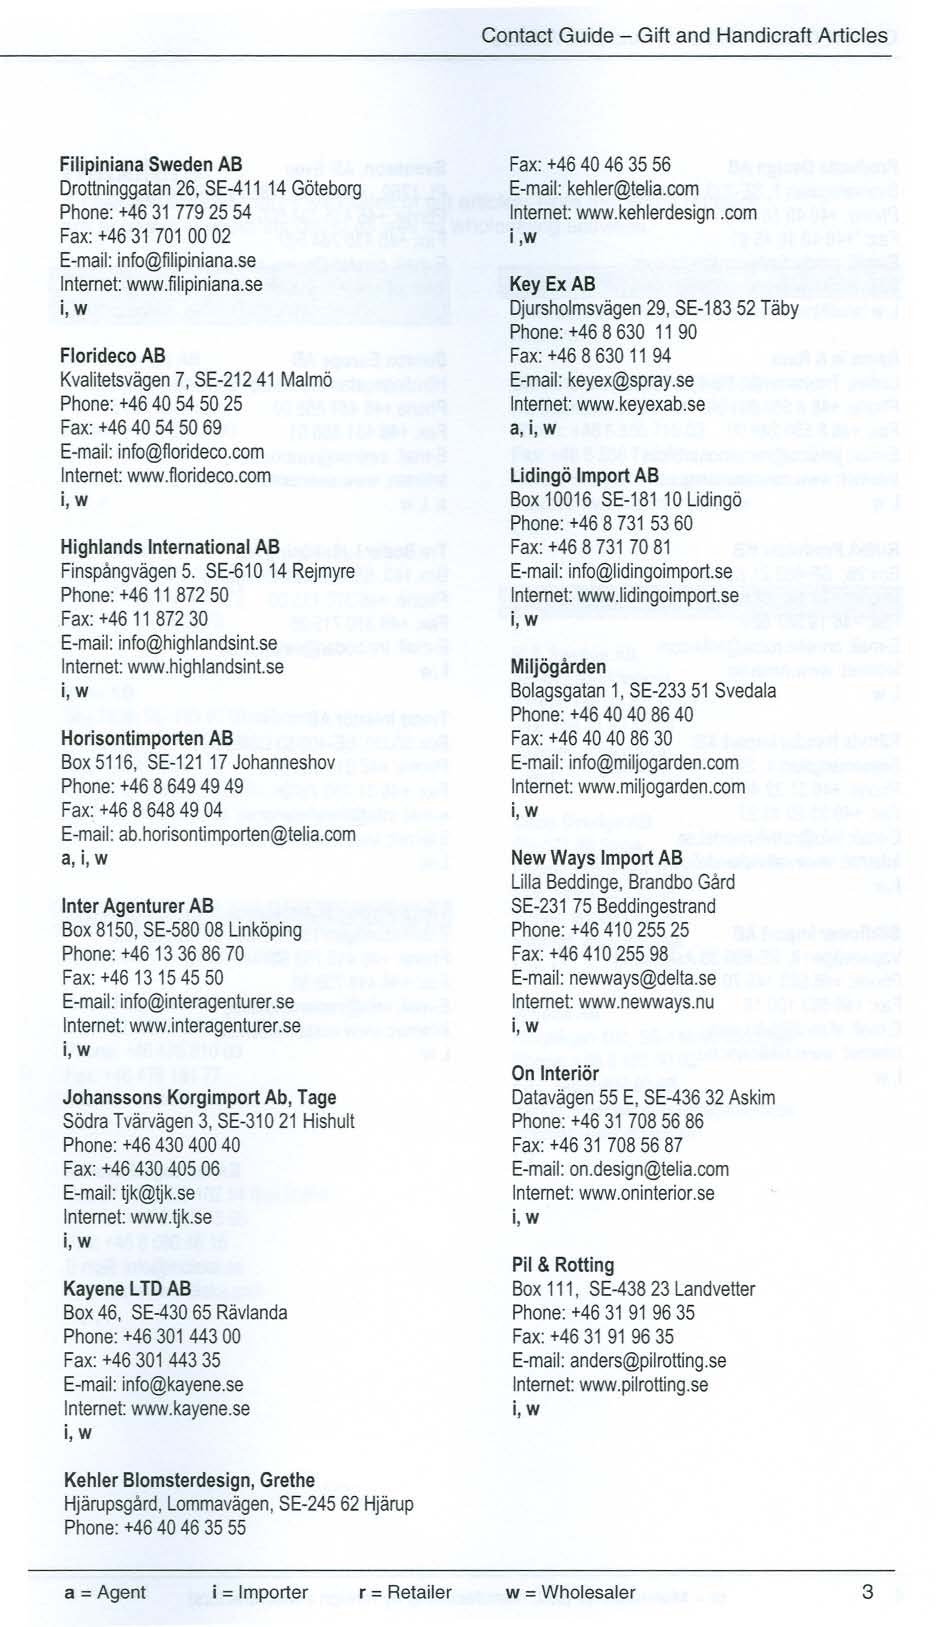 Contact Guide – Gift and Handicraft Articles
Filipiniana Sweden AB
Drottninggatan 26, SE-411 14 Göteborg
Phone: +46 31 779 25 54
Fax: +46 31 701 00 02
E-mail: info@filipiniana.se
Internet: www.filipiniana.se
i, w
Florideco AB
Kvalitetsvägen 7, SE-212 41 Malmö
Phone: +46 40 54 50 25
Fax: +46 40 54 50 69
E-mail: info@florideco.com
Internet: www.florideco.com
i, w
Highlands International AB
Finspångvägen 5. SE-610 14 Rejmyre
Phone: +46 11 872 50
Fax: +46 11 872 30
E-mail: info@highlandsint.se
Internet: www.highlandsint.se
i, w
Horisontimporten AB
Box 5116, SE-121 17 Johanneshov
Phone: +46 8 649 49 49
Fax: +46 8 648 49 04
E-mail: ab.horisontimporten@telia.com
a, i, w
Inter Agenturer AB
Box 8150, SE-580 08 Linköping
Phone: +46 13 36 86 70
Fax: +46 13 15 45 50
E-mail: info@interagenturer.se
Internet: www.interagenturer.se
i, w
Johanssons Korgimport Ab, Tage
Södra Tvärvägen 3, SE-310 21 Hishult
Phone: +46 430 400 40
Fax: +46 430 405 06
E-mail: tjk@tjk.se
Internet: www.tjk.se
i, w
Kayene LTD AB
Box 46, SE-430 65 Rävlanda
Phone: +46 301 443 00
Fax: +46 301 443 35
E-mail: info@kayene.se
Internet: www.kayene.se
i, w
Kehler Blomsterdesign, Grethe
Hjärupsgård, Lommavägen, SE-245 62 Hjärup
Phone: +46 40 46 35 55
Fax: +46 40 46 35 56
E-mail: kehler@telia.com
Internet: www.kehlerdesign .com
i ,w
Key Ex AB
Djursholmsvägen 29, SE-183 52 Täby
Phone: +46 8 630 11 90
Fax: +46 8 630 11 94
E-mail: keyex@spray.se
Internet: www.keyexab.se
a, i, w
Lidingö Import AB
Box 10016 SE-181 10 Lidingö
Phone: +46 8 731 53 60
Fax: +46 8 731 70 81
E-mail: info@lidingoimport.se
Internet: www.lidingoimport.se
i, w
Miljögården
Bolagsgatan 1, SE-233 51 Svedala
Phone: +46 40 40 86 40
Fax: +46 40 40 86 30
E-mail: info@miljogarden.com
Internet: www.miljogarden.com
i, w
New Ways Import AB
Lilla Beddinge, Brandbo Gård
SE-231 75 Beddingestrand
Phone: +46 410 255 25
Fax: +46 410 255 98
E-mail: newways@delta.se
Internet: www.newways.nu
i, w
On Interiör
Datavägen 55 E, SE-436 32 Askim
Phone: +46 31 708 56 86
Fax: +46 31 708 56 87
E-mail: on.design@telia.com
Internet: www.oninterior.se
i, w
Pil & Rotting
Box 111, SE-438 23 Landvetter
Phone: +46 31 91 96 35
Fax: +46 31 91 96 35
E-mail: anders@pilrotting.se
Internet: www.pilrotting.se
i, w
a = Agent i = Importer r = Retailer w = Wholesaler 3